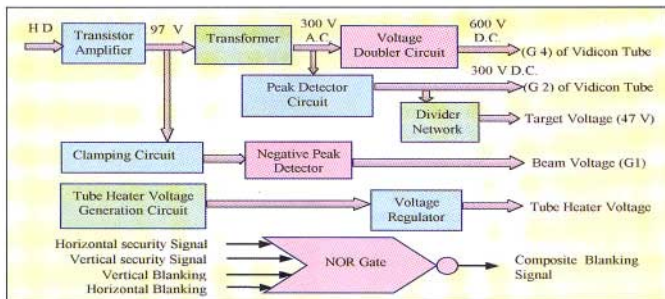 H D
Transistor
Amplifier
97 V
Transformer
300 V
A.C.
Voltage
Doubler Circuit
600 V
D.C.
(G 4) of Vidicon Tube
Peak Detector
Circuit
300 V D.C.
(G 2) of Vidicon Tube
Divider
Network
Target Voltage (47 V)
Clamping Circuit
Negative Peak
Detector
Beam Voltage (G1)
Tube Heater Voltage
Generation Circuit
Voltage
Regulator
Tube Heater Voltage
Horizontal security Signal
Vertical security Signal
Vertical Blanking
Horizontal Blanking
NOR Gate
Composite Blanking
Signal